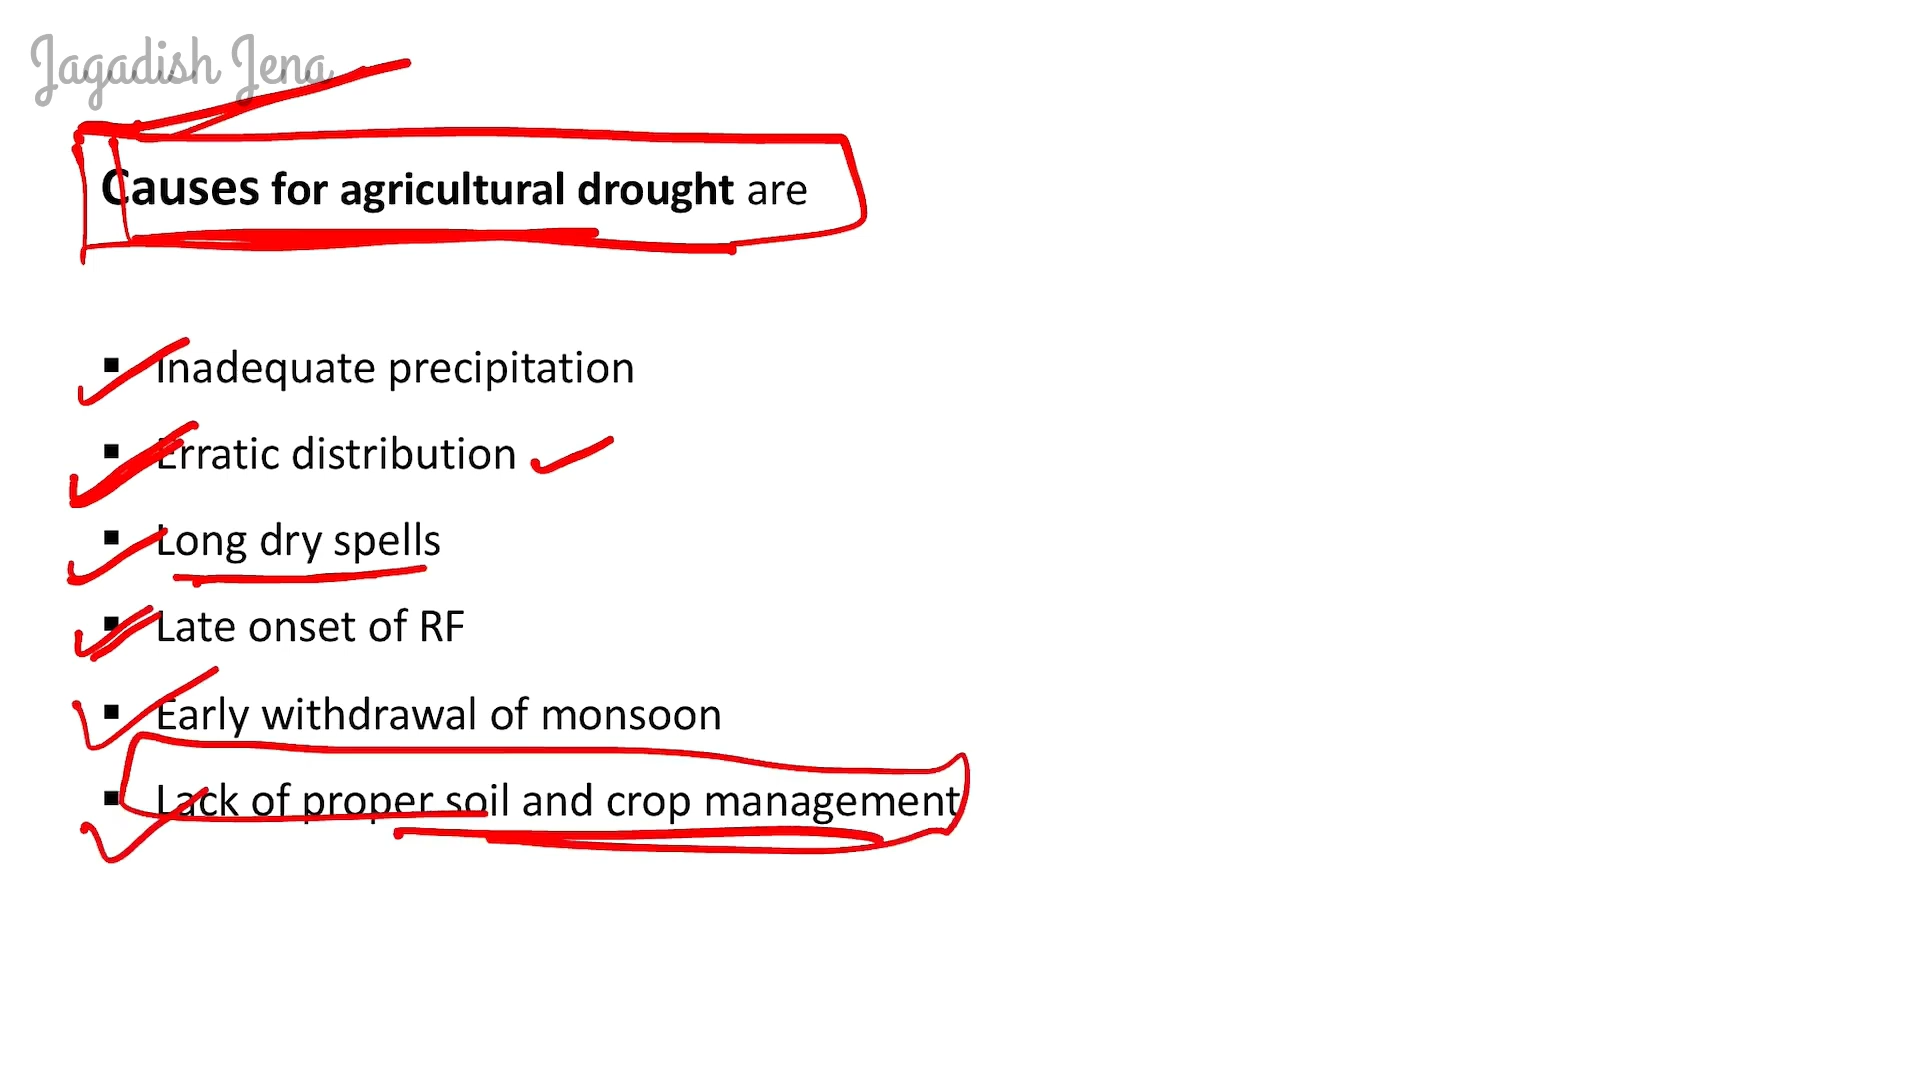 Jagadish Jena
Causes for agricultural drought are
▪ Inadequate precipitation
▪ Erratic distribution
▪ Long dry spells
▪ Late onset of RF
▪ Early withdrawal of monsoon
▪ Lack of proper soil and crop management